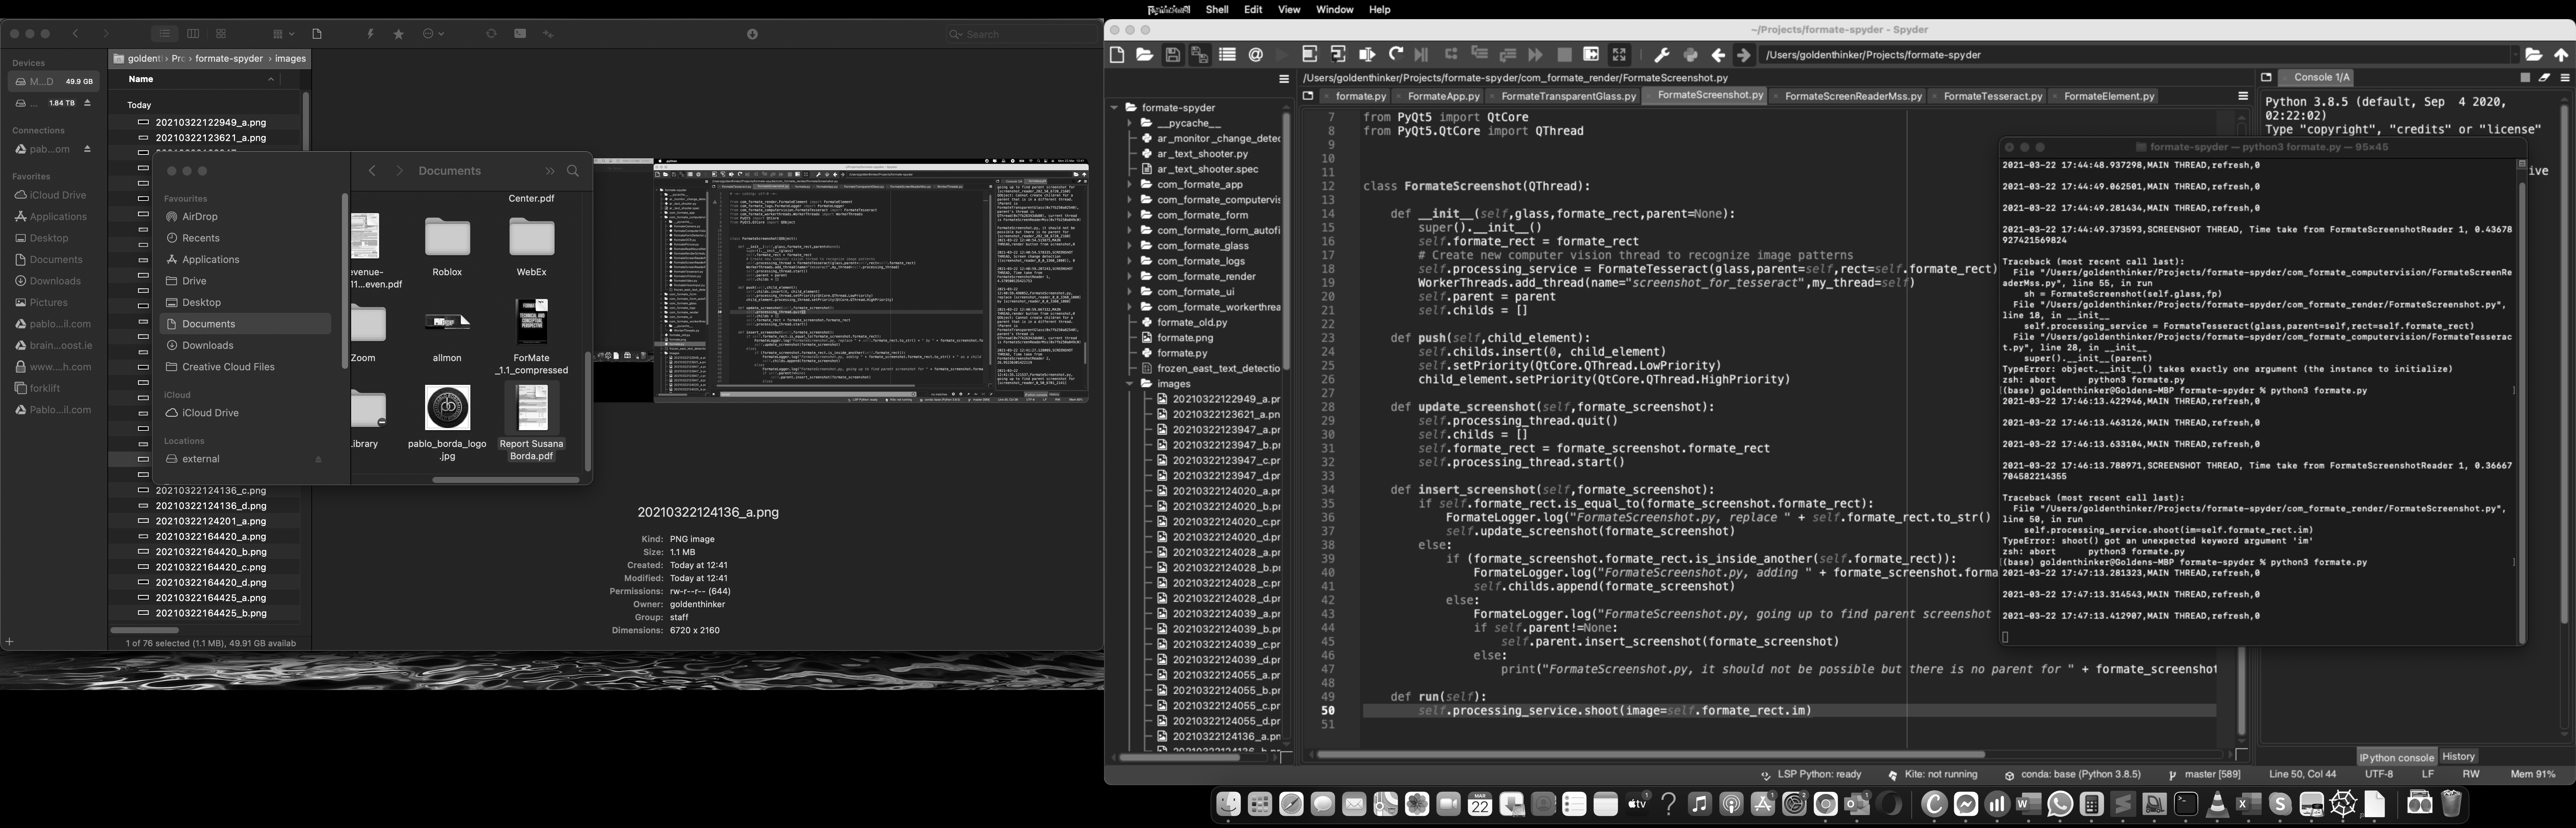 Shell Edit View Window Help
Search
Devices
M...D 49.9 GB
... 1.84 TB
Connections
pab...om
Favorites
iCloud Drive
Applications
Desktop
Documents
Downloads
Pictures
pablo...il.com
brain...oost.ie
www....h.com
forklift
Pablo...il.com
goldent › Pro › formate-spyder › images
Name
Today
20210322122949_a.png
20210322123621_a.png
20210322124136_c.png
20210322124136_d.png
20210322124201_a.png
20210322164420_a.png
20210322164420_b.png
20210322164420_c.png
20210322164420_d.png
20210322164425_a.png
20210322164425_b.png
1 of 76 selected (1.1 MB), 49.91 GB availab
Documents
Favourites
AirDrop
Recents
Applications
Drive
Desktop
Documents
Downloads
Creative Cloud Files
iCloud
iCloud Drive
Locations
external
Center.pdf
evenue-
11...even.pdf
Roblox
WebEx
Zoom
allmon
ForMate
_1.1_compressed
ibrary
pablo_borda_logo
.jpg
Report Susana
Borda.pdf
20210322124136_a.png
Kind: PNG image
Size: 1.1 MB
Created: Today at 12:41
Modified: Today at 12:41
Permissions: rw-r--r-- (644)
Owner: goldenthinker
Group: staff
Dimensions: 6720 x 2160
~/Projects/formate-spyder - Spyder
/Users/goldenthinker/Projects/formate-spyder
/Users/goldenthinker/Projects/formate-spyder/com_formate_render/FormateScreenshot.py
formate.py FormateApp.py FormateTransparentGlass.py FormateScreenshot.py FormateScreenReaderMss.py FormateTesseract.py FormateElement.py
formate-spyder
__pycache__
ar_monitor_change_detec
ar_text_shooter.py
ar_text_shooter.spec
com_formate_app
com_formate_computervis
com_formate_form
com_formate_form_autofi
com_formate_glass
com_formate_logs
com_formate_render
com_formate_ui
com_formate_workerthrea
formate_old.py
formate.png
formate.py
frozen_east_text_detectio
images
20210322122949_a.pn
20210322123621_a.pn
20210322123947_a.pr
20210322123947_b.pr
20210322123947_c.pr
20210322123947_d.pr
20210322124020_a.pr
20210322124020_b.pr
20210322124020_c.pr
20210322124020_d.pr
20210322124028_a.pr
20210322124028_b.pr
20210322124028_c.pr
20210322124028_d.pr
20210322124039_a.pr
20210322124039_b.pr
20210322124039_c.pr
20210322124039_d.pr
20210322124055_a.pr
20210322124055_b.pr
20210322124055_c.pr
20210322124055_d.pr
20210322124136_a.pr
7 from PyQt5 import QtCore
8 from PyQt5.QtCore import QThread
9
10
11
12 class FormateScreenshot(QThread):
13
14 def __init__(self,glass,formate_rect,parent=None):
15 super().__init__()
16 self.formate_rect = formate_rect
17 # Create new computer vision thread to recognize image patterns
18 self.processing_service = FormateTesseract(glass,parent=self,rect=self.formate_rect)
19 WorkerThreads.add_thread(name="screenshot_for_tesseract",my_thread=self)
20 self.parent = parent
21 self.childs = []
22
23 def push(self,child_element):
24 self.childs.insert(0, child_element)
25 self.setPriority(QtCore.QThread.LowPriority)
26 child_element.setPriority(QtCore.QThread.HighPriority)
27
28 def update_screenshot(self,formate_screenshot):
29 self.processing_thread.quit()
30 self.childs = []
31 self.formate_rect = formate_screenshot.formate_rect
32 self.processing_thread.start()
33
34 def insert_screenshot(self,formate_screenshot):
35 if self.formate_rect.is_equal_to(formate_screenshot.formate_rect):
36 FormateLogger.log("FormateScreenshot.py, replace " + self.formate_rect.to_str()
37 self.update_screenshot(formate_screenshot)
38 else:
39 if (formate_screenshot.formate_rect.is_inside_another(self.formate_rect)):
40 FormateLogger.log("FormateScreenshot.py, adding " + formate_screenshot.forma
41 self.childs.append(formate_screenshot)
42 else:
43 FormateLogger.log("FormateScreenshot.py, going up to find parent screenshot
44 if self.parent!=None:
45 self.parent.insert_screenshot(formate_screenshot)
46 else:
47 print("FormateScreenshot.py, it should not be possible but there is no parent for " + formate_screenshot
48
49 def run(self):
50 self.processing_service.shoot(image=self.formate_rect.im)
51
Console 1/A
Python 3.8.5 (default, Sep 4 2020,
02:22:02)
Type "copyright", "credits" or "license"
ive
formate-spyder — python3 formate.py — 95×45
2021-03-22 17:44:48.937298,MAIN THREAD,refresh,0
2021-03-22 17:44:49.062501,MAIN THREAD,refresh,0
2021-03-22 17:44:49.281434,MAIN THREAD,refresh,0
2021-03-22 17:44:49.373593,SCREENSHOT THREAD, Time take from FormateScreenshotReader 1, 0.43678
927421569824
Traceback (most recent call last):
File "/Users/goldenthinker/Projects/formate-spyder/com_formate_computervision/FormateScreenRe
aderMss.py", line 55, in run
sh = FormateScreenshot(self.glass,fp)
File "/Users/goldenthinker/Projects/formate-spyder/com_formate_render/FormateScreenshot.py",
line 18, in __init__
self.processing_service = FormateTesseract(glass,parent=self,rect=self.formate_rect)
File "/Users/goldenthinker/Projects/formate-spyder/com_formate_computervision/FormateTesserac
t.py", line 28, in __init__
super().__init__(parent)
TypeError: object.__init__() takes exactly one argument (the instance to initialize)
zsh: abort python3 formate.py
(base) goldenthinker@Goldens-MBP formate-spyder % python3 formate.py
2021-03-22 17:46:13.422946,MAIN THREAD,refresh,0
2021-03-22 17:46:13.463126,MAIN THREAD,refresh,0
2021-03-22 17:46:13.633104,MAIN THREAD,refresh,0
2021-03-22 17:46:13.788971,SCREENSHOT THREAD, Time take from FormateScreenshotReader 1, 0.36667
704582214355
Traceback (most recent call last):
File "/Users/goldenthinker/Projects/formate-spyder/com_formate_render/FormateScreenshot.py",
line 50, in run
self.processing_service.shoot(im=self.formate_rect.im)
TypeError: shoot() got an unexpected keyword argument 'im'
zsh: abort python3 formate.py
(base) goldenthinker@Goldens-MBP formate-spyder % python3 formate.py
2021-03-22 17:47:13.281323,MAIN THREAD,refresh,0
2021-03-22 17:47:13.314543,MAIN THREAD,refresh,0
2021-03-22 17:47:13.412907,MAIN THREAD,refresh,0
IPython console History
LSP Python: ready Kite: not running conda: base (Python 3.8.5) master [589] Line 50, Col 44 UTF-8 LF RW Mem 91%
MAR
22
tv